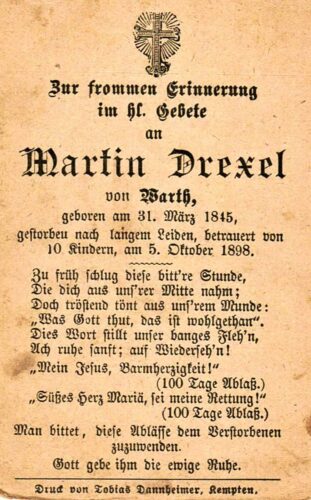 Zur frommen Erinnerung
im hl. Gebete
an
Martin Drexel
von Warth,
geboren am 31. März 1845,
gestorben nach langem Leiden, betrauert von
10 Kindern, am 5. Oktober 1898.
Zu früh schlug diese bitt're Stunde,
Die dich aus uns'rer Mitte nahm;
Doch tröstend tönt aus uns'rem Munde:
„Was Gott thut, das ist wohlgethan“.
Dies Wort stillt unser banges Fleh'n,
Ach ruhe sanft; auf Wiederseh'n!
„Mein Jesus, Barmherzigkeit!“
(100 Tage Ablaß.)
„Süßes Herz Mariä, sei meine Rettung!“
(100 Tage Ablaß.)
Man bittet, diese Ablässe dem Verstorbenen
zuzuwenden.
Gott gebe ihm die ewige Ruhe.
Druck von Tobias Dannheimer, Kempten.